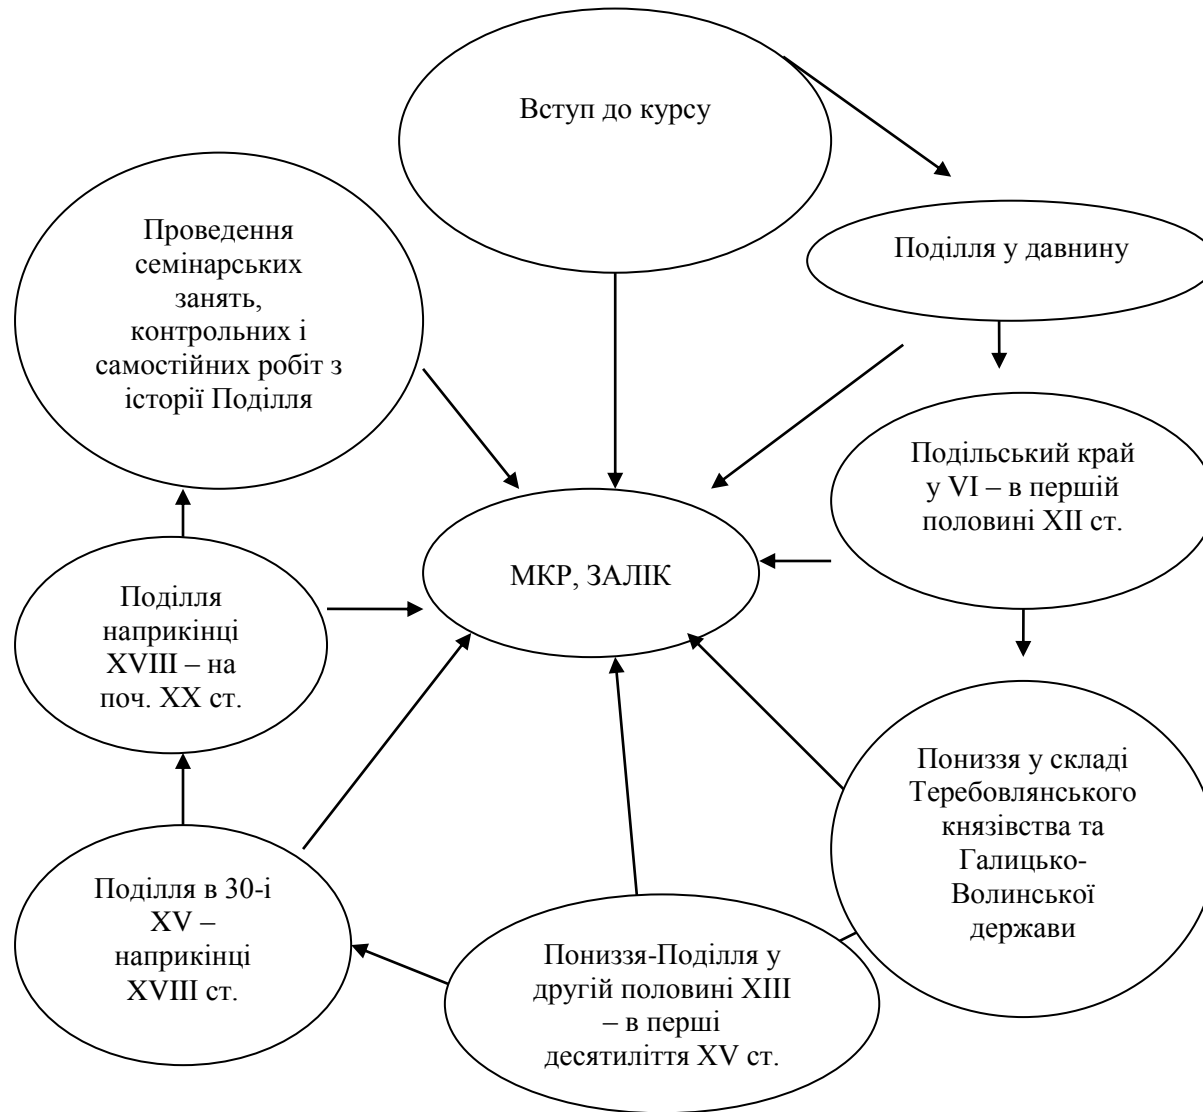 Вступ до курсу
Поділля у давнину
Подільський край
у VI – в першій
половині XII ст.
Пониззя у складі
Теребовлянського
князівства та
Галицько-
Волинської
держави
Пониззя-Поділля у
другій половині XIII
– в перші
десятиліття XV ст.
Поділля в 30-і
XV –
наприкінці
XVIII ст.
Поділля
наприкінці
XVIII – на
поч. XX ст.
Проведення
семінарських
занять,
контрольних і
самостійних робіт з
історії Поділля
МКР, ЗАЛІК